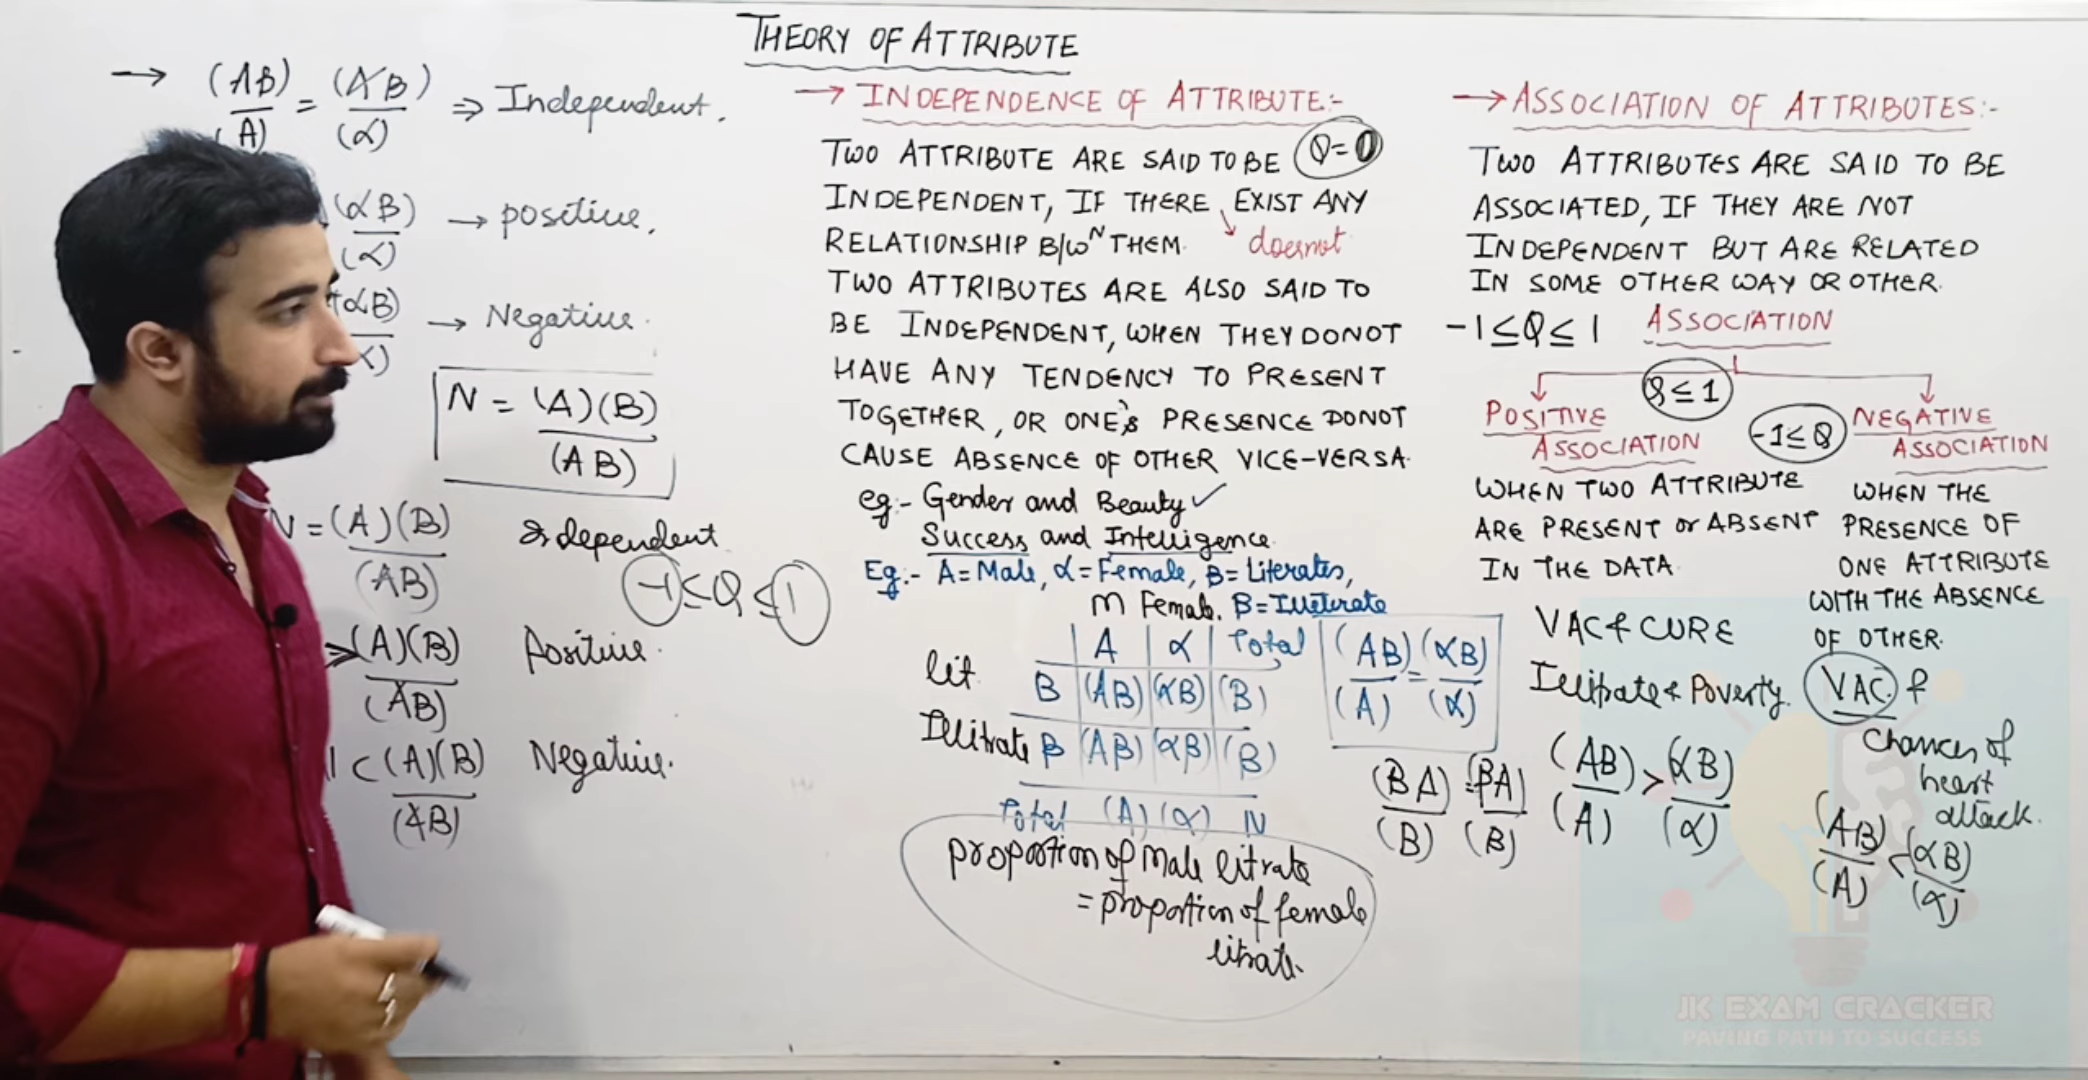 THEORY OF ATTRIBUTE
→ (AB)/(A) = (AB)/(α) ⇒ Independent.
(αB)/(α) → positive.
αB) → Negative.
N = (A)(B)/(AB)
N = (A)(B)/(AB) Independent
-1 ≤ Q ≤ 1
(A)(B)/(AB) Positive.
(A)(B)/(AB) Negative.
→ INDEPENDENCE OF ATTRIBUTE:-
TWO ATTRIBUTE ARE SAID TO BE Q=0
INDEPENDENT, IF THERE EXIST ANY
RELATIONSHIP B/Wᴺ THEM. doesnot
TWO ATTRIBUTES ARE ALSO SAID TO
BE INDEPENDENT, WHEN THEY DONOT
HAVE ANY TENDENCY TO PRESENT
TOGETHER, OR ONE'S PRESENCE DONOT
CAUSE ABSENCE OF OTHER VICE-VERSA.
eg:- Gender and Beauty ✓
Success and Intelligence.
Eg:- A=Male, α=Female, B=Literates,
m Femal. B=Illeterate
A α Total
lit. B (AB) (αB) (B)
Illitrate B (AB) (αB) (B)
Total (A) (α) N
(AB)/(A) = (αB)/(α)
(BA)/(B) = (BA)/(B)
proportion of Male litrate
= proportion of female
litrate.
→ ASSOCIATION OF ATTRIBUTES:-
TWO ATTRIBUTES ARE SAID TO BE
ASSOCIATED, IF THEY ARE NOT
INDEPENDENT BUT ARE RELATED
IN SOME OTHER WAY OR OTHER.
-1 ≤ Q ≤ 1 ASSOCIATION
Q ≤ 1
POSITIVE
ASSOCIATION
WHEN TWO ATTRIBUTE
ARE PRESENT or ABSENT
IN THE DATA.
VAC & CURE
Illitrate & Poverty.
(AB)/(A) > (αB)/(α)
-1 ≤ Q
NEGATIVE
ASSOCIATION
WHEN THE
PRESENCE OF
ONE ATTRIBUTE
WITH THE ABSENCE
OF OTHER.
VAC. &
Chances of
heart
attack.
(AB)/(A) < (αB)/(α)
JK EXAM CRACKER
PAVING PATH TO SUCCESS